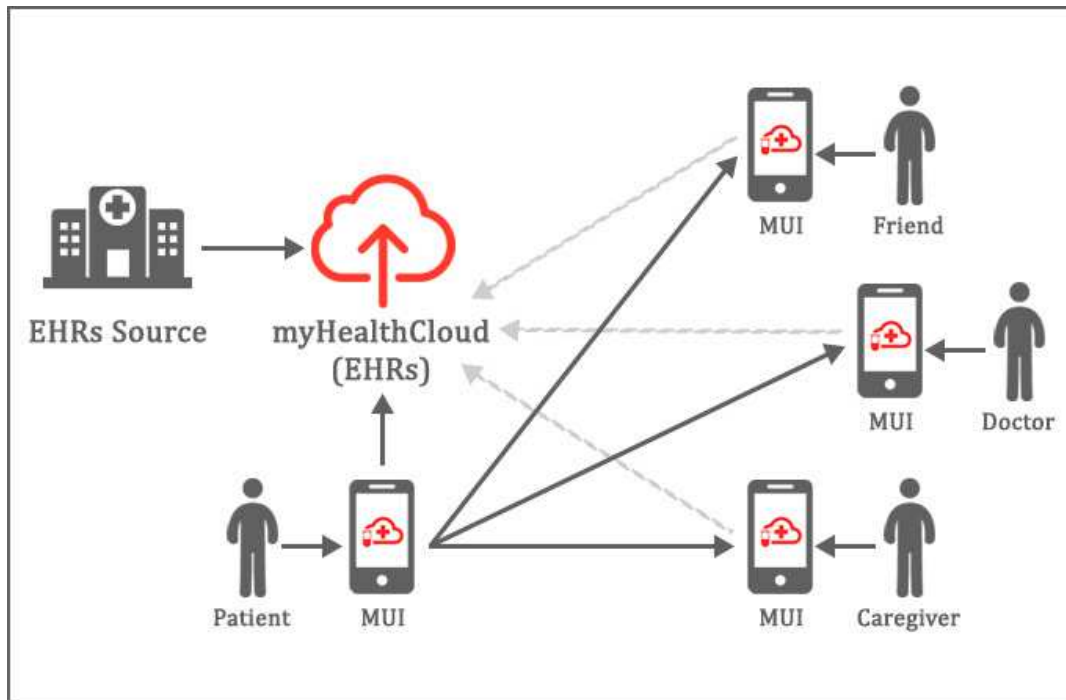 MUI
Friend
EHRs Source
myHealthCloud
(EHRs)
MUI
Doctor
Patient
MUI
MUI
Caregiver